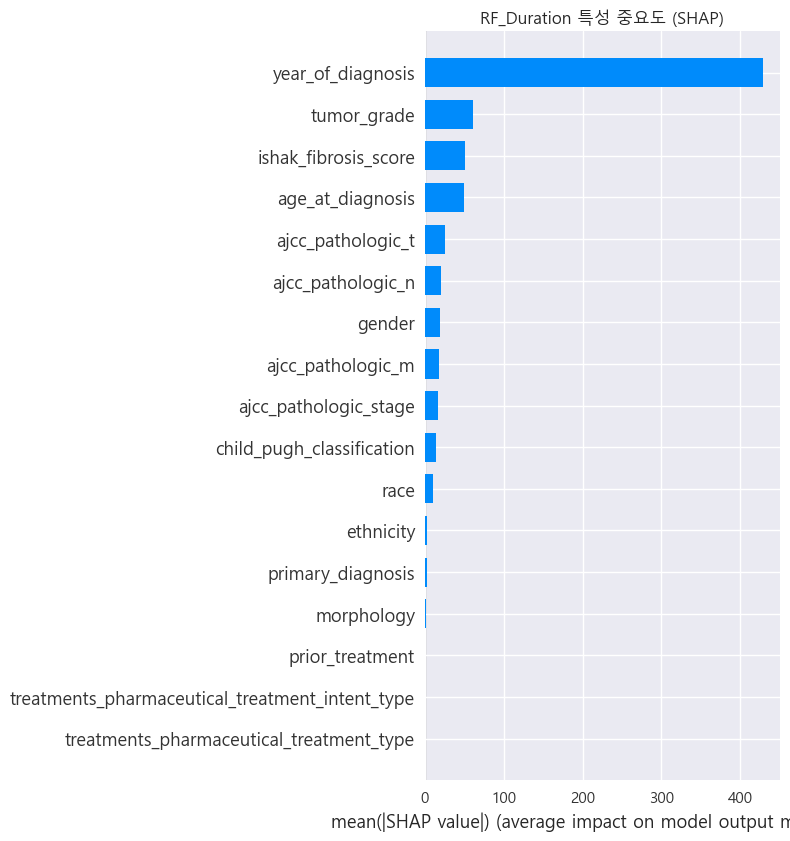 RF_Duration 특성 중요도 (SHAP)
year_of_diagnosis
tumor_grade
ishak_fibrosis_score
age_at_diagnosis
ajcc_pathologic_t
ajcc_pathologic_n
gender
ajcc_pathologic_m
ajcc_pathologic_stage
child_pugh_classification
race
ethnicity
primary_diagnosis
morphology
prior_treatment
treatments_pharmaceutical_treatment_intent_type
treatments_pharmaceutical_treatment_type
0 100 200 300 400
mean(|SHAP value|) (average impact on model output m